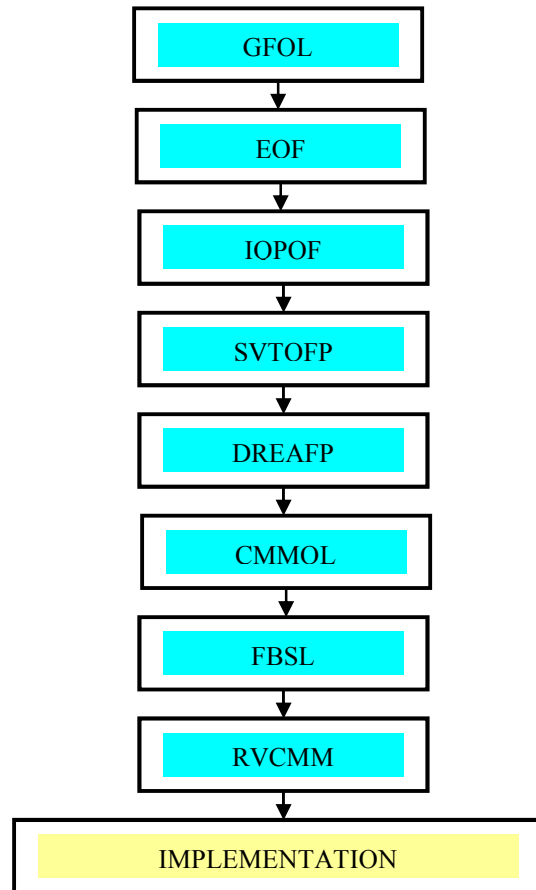 GFOL
EOF
IOPOF
SVTOFP
DREAFP
CMMOL
FBSL
RVCMM
IMPLEMENTATION